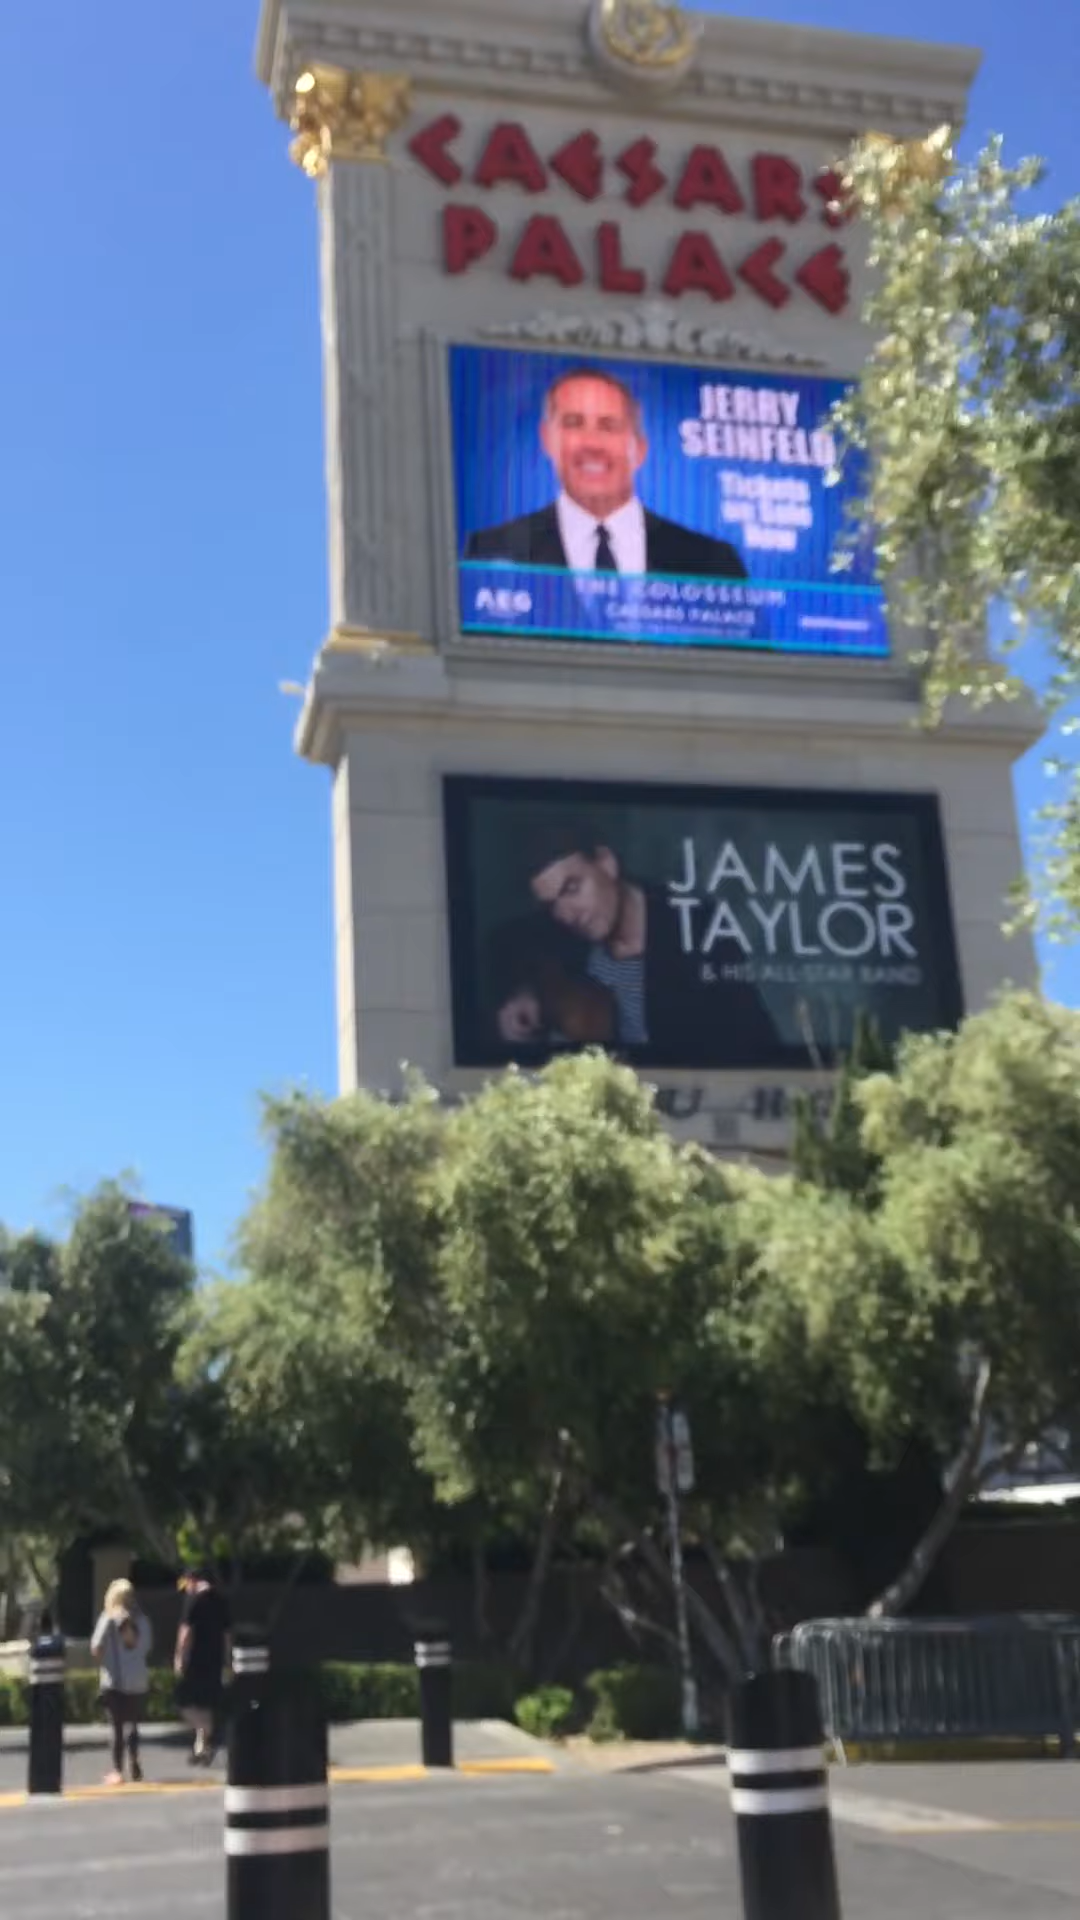 CAESARS
PALACE
JERRY
SEINFELD
Tickets
on Sale
Now
AEG
THE COLOSSEUM
CAESARS PALACE
JAMES
TAYLOR
& HIS ALL-STAR BAND